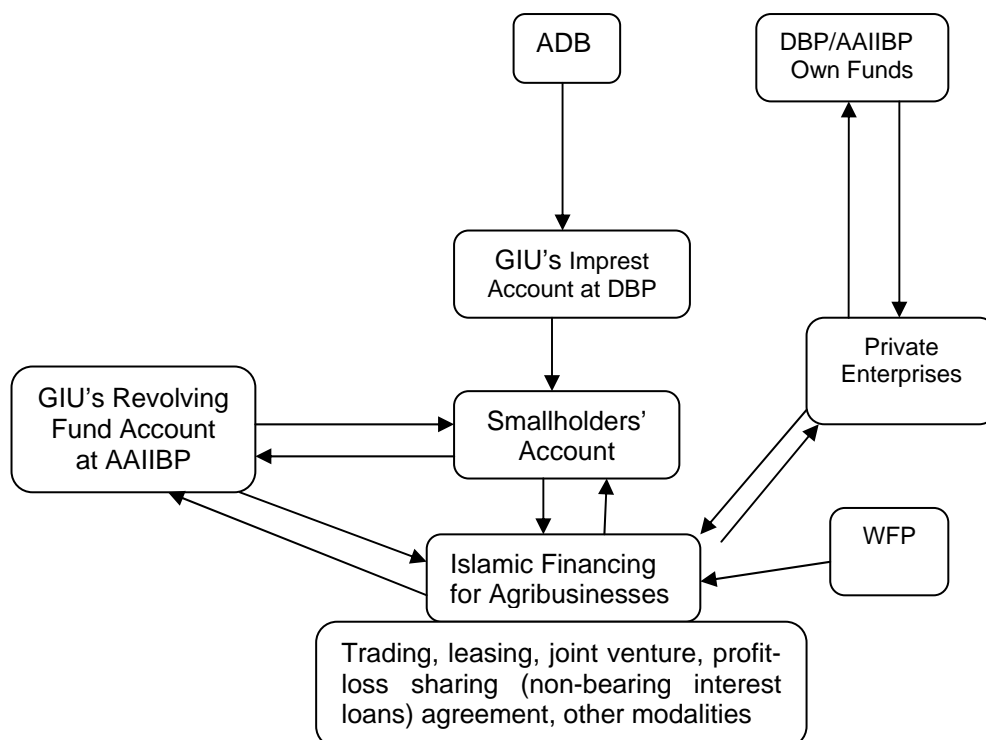 ADB
DBP/AAIIBP
Own Funds
GIU’s Imprest
Account at DBP
Private
Enterprises
GIU’s Revolving
Fund Account
at AAIIBP
Smallholders’
Account
WFP
Islamic Financing
for Agribusinesses
Trading, leasing, joint venture, profit-
loss sharing (non-bearing interest
loans) agreement, other modalities